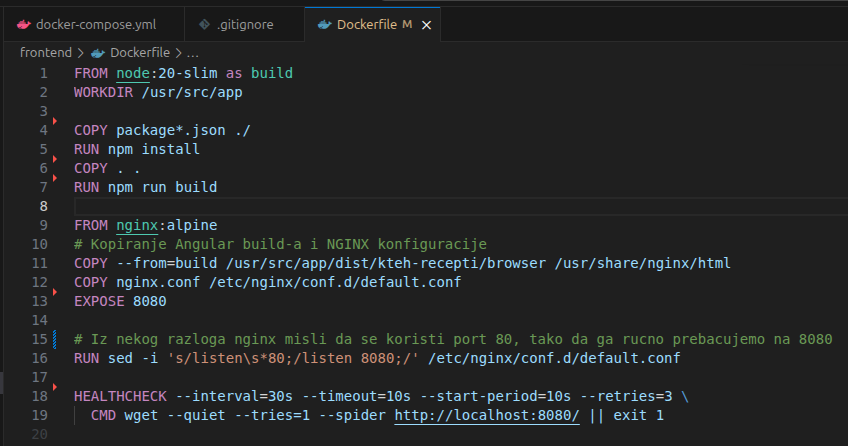 docker-compose.yml .gitignore Dockerfile M
frontend > Dockerfile > ...
1 FROM node:20-slim as build
2 WORKDIR /usr/src/app
3
4 COPY package*.json ./
5 RUN npm install
6 COPY . .
7 RUN npm run build
8
9 FROM nginx:alpine
10 # Kopiranje Angular build-a i NGINX konfiguracije
11 COPY --from=build /usr/src/app/dist/kteh-recepti/browser /usr/share/nginx/html
12 COPY nginx.conf /etc/nginx/conf.d/default.conf
13 EXPOSE 8080
14
15 # Iz nekog razloga nginx misli da se koristi port 80, tako da ga rucno prebacujemo na 8080
16 RUN sed -i 's/listen\s*80;/listen 8080;/' /etc/nginx/conf.d/default.conf
17
18 HEALTHCHECK --interval=30s --timeout=10s --start-period=10s --retries=3 \
19 CMD wget --quiet --tries=1 --spider http://localhost:8080/ || exit 1
20